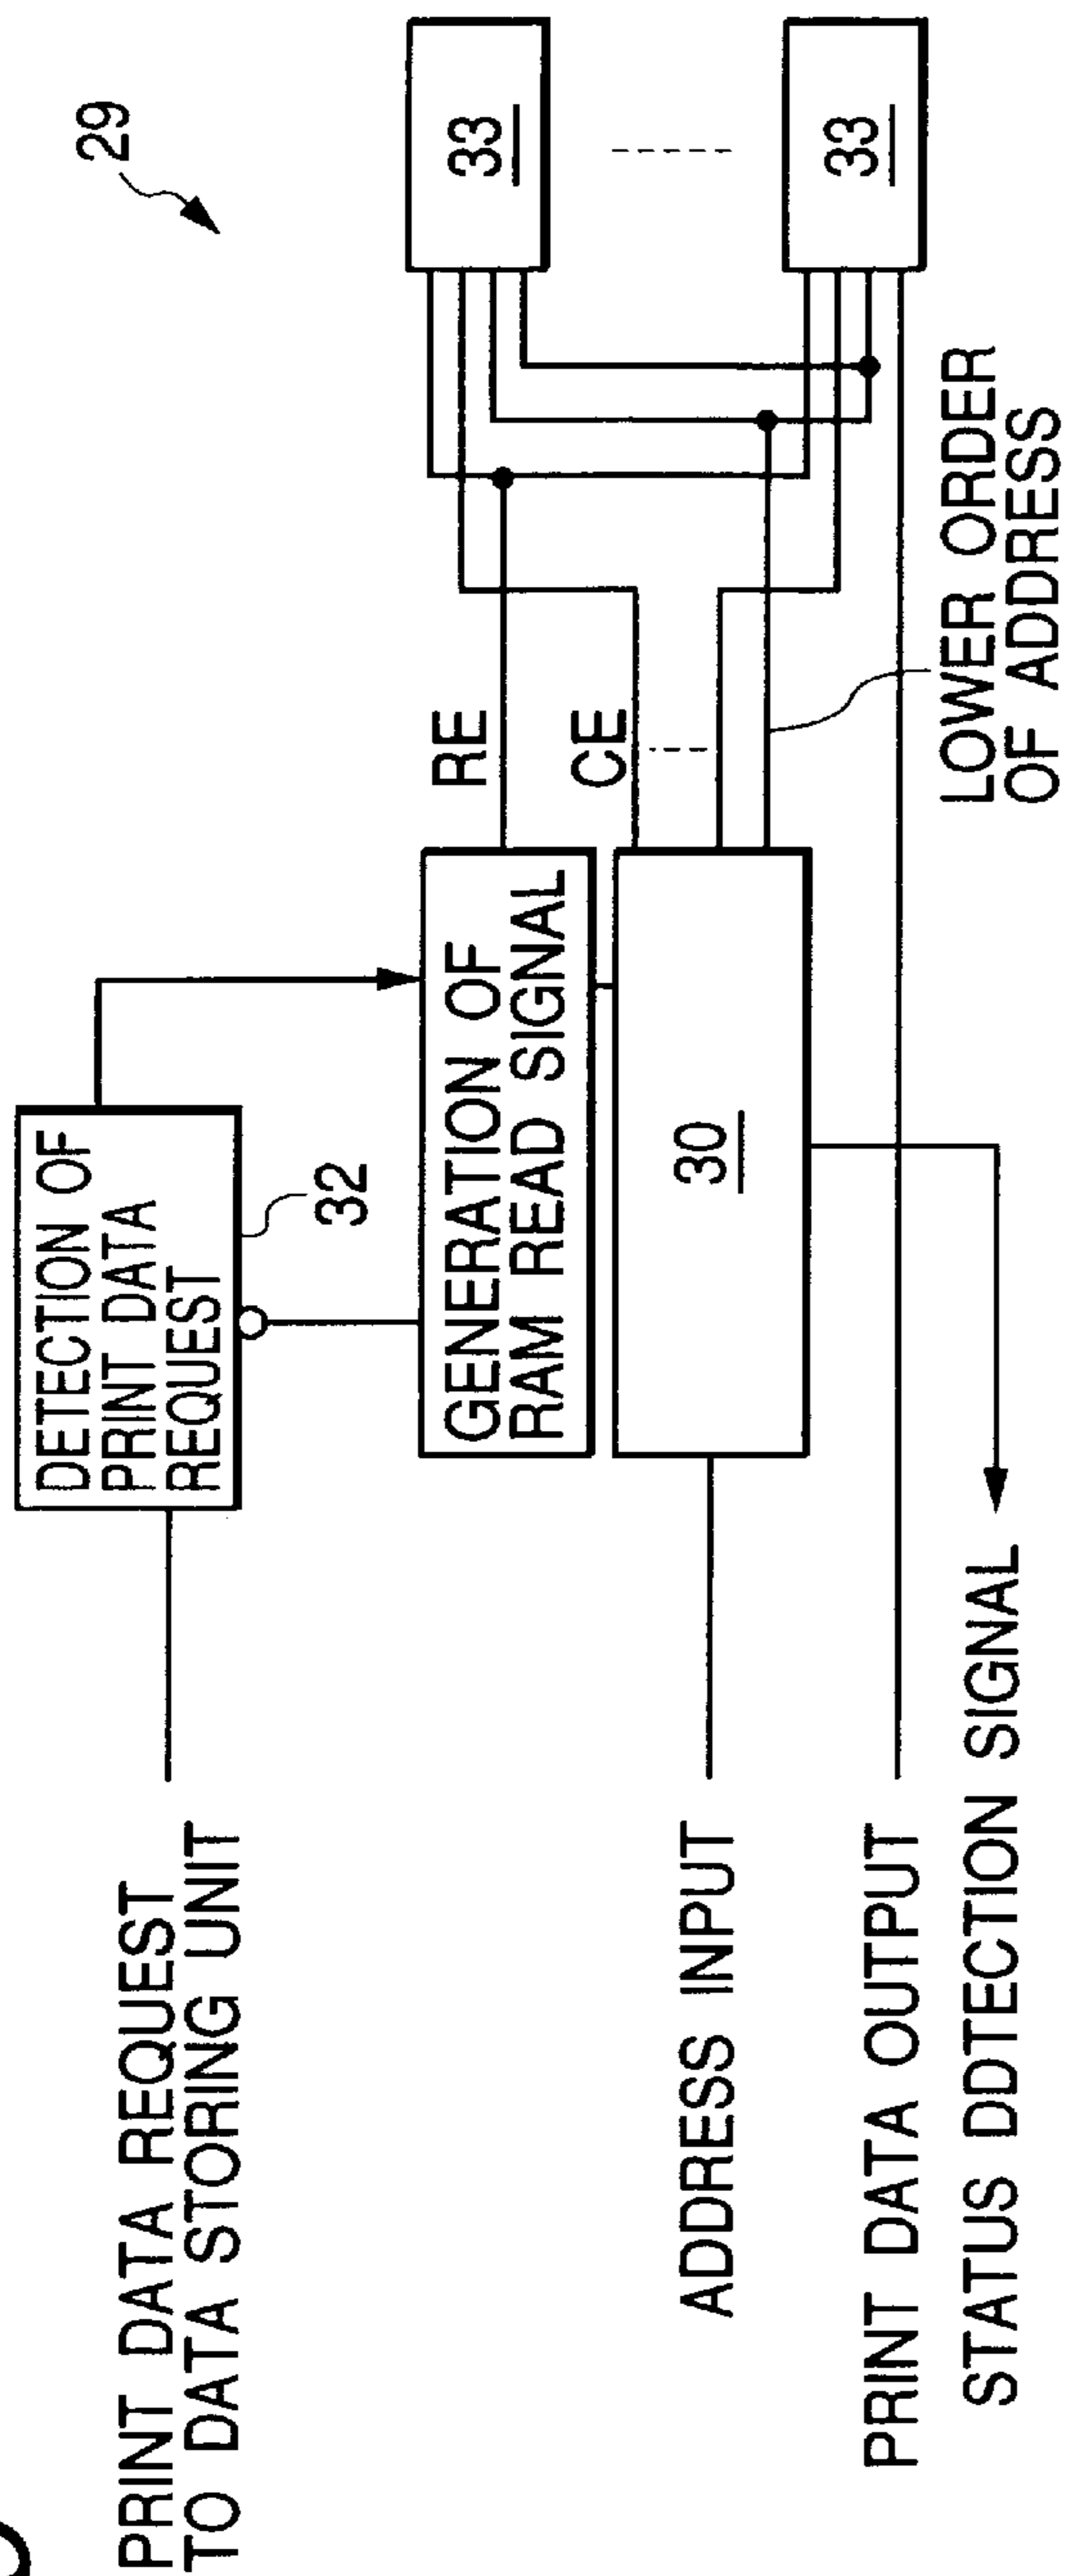 29
DETECTION OF
PRINT DATA
REQUEST
32
PRINT DATA REQUEST
TO DATA STORING UNIT
GENERATION OF
RAM READ SIGNAL
RE
CE
33
33
30
ADDRESS INPUT
PRINT DATA OUTPUT
STATUS DDTECTION SIGNAL
LOWER ORDER
OF ADDRESS